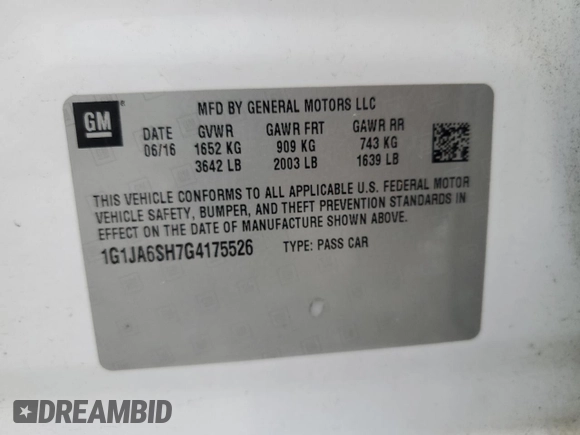 GM
MFD BY GENERAL MOTORS LLC
DATE GVWR GAWR FRT GAWR RR
06/16 1652 KG 909 KG 743 KG
3642 LB 2003 LB 1639 LB
THIS VEHICLE CONFORMS TO ALL APPLICABLE U.S. FEDERAL MOTOR
VEHICLE SAFETY, BUMPER, AND THEFT PREVENTION STANDARDS IN
EFFECT ON THE DATE OF MANUFACTURE SHOWN ABOVE.
1G1JA6SH7G4175526 TYPE: PASS CAR
DREAMBID